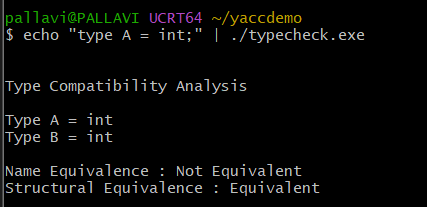 pallavi@PALLAVI UCRT64 ~/yaccdemo
$ echo "type A = int;" | ./typecheck.exe
Type Compatibility Analysis
Type A = int
Type B = int
Name Equivalence : Not Equivalent
Structural Equivalence : Equivalent